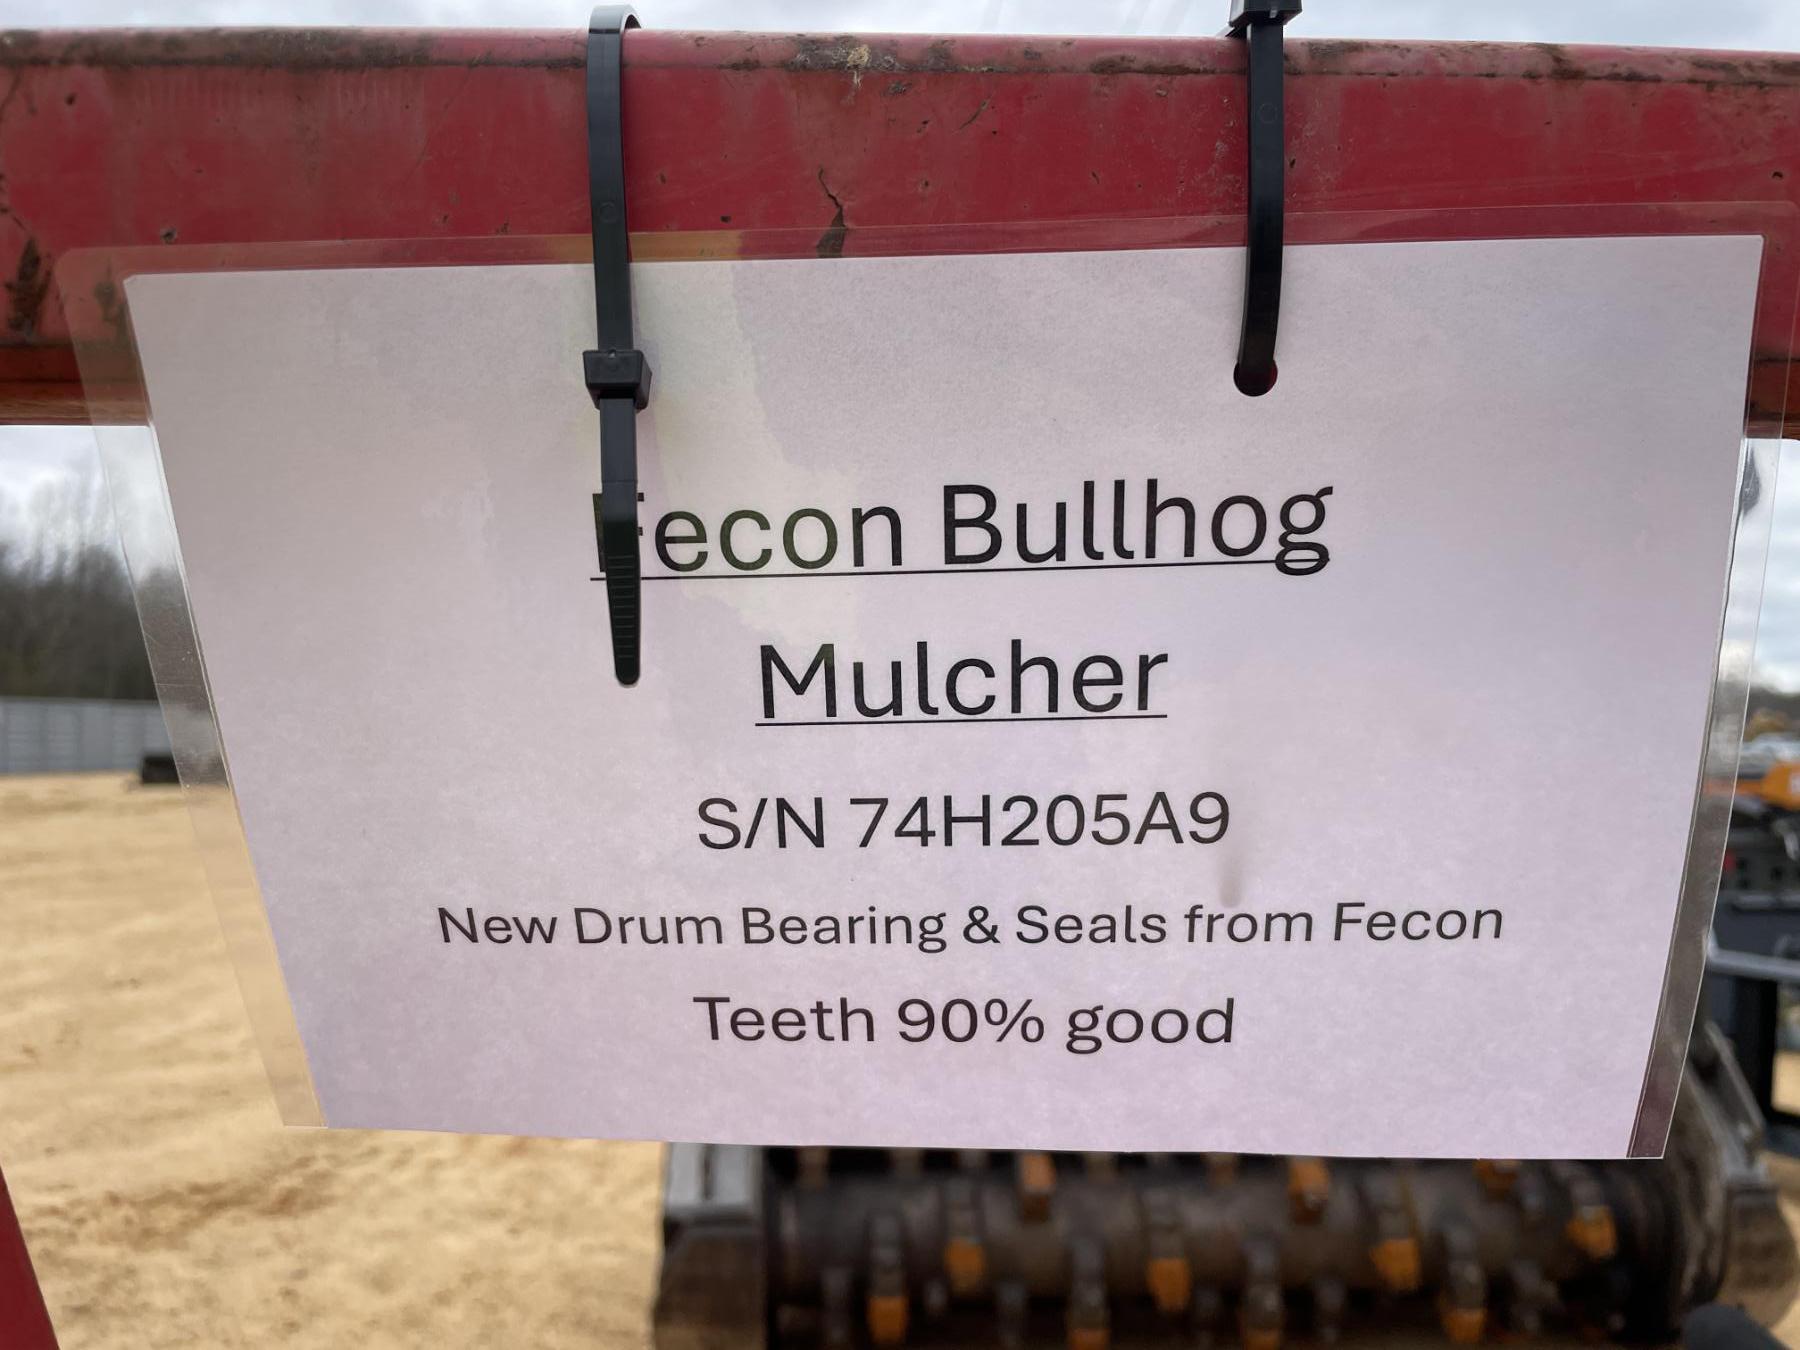 Fecon Bullhog
Mulcher
S/N 74H205A9
New Drum Bearing & Seals from Fecon
Teeth 90% good